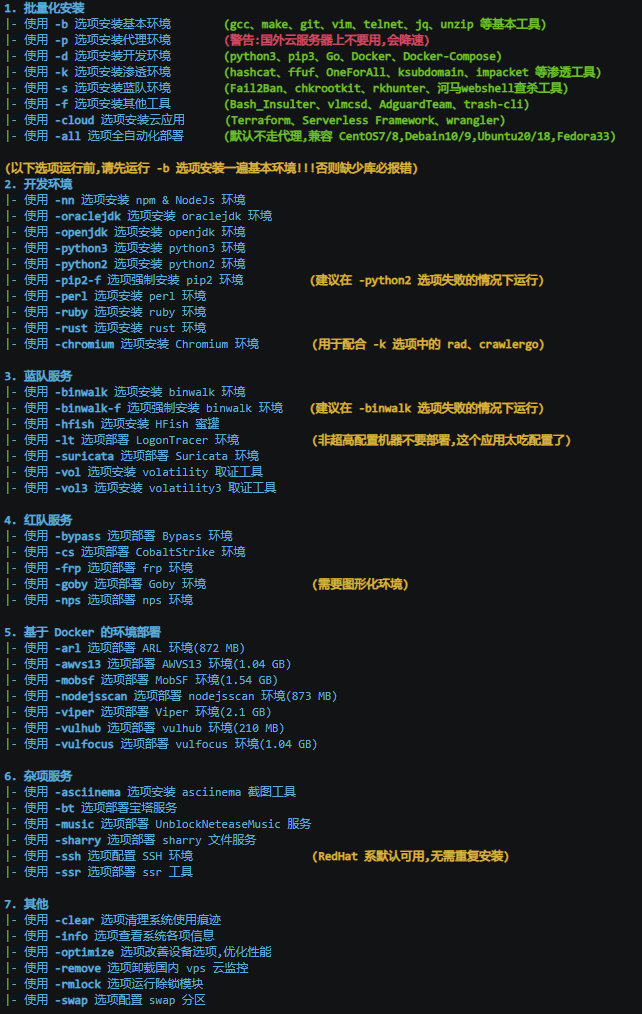 1. 批量化安装
|- 使用 -b 选项安装基本环境 (gcc、make、git、vim、telnet、jq、unzip 等基本工具)
|- 使用 -p 选项安装代理环境 (警告:国外云服务器上不要用,会降速)
|- 使用 -d 选项安装开发环境 (python3、pip3、Go、Docker、Docker-Compose)
|- 使用 -k 选项安装渗透环境 (hashcat、ffuf、OneForAll、ksubdomain、impacket 等渗透工具)
|- 使用 -s 选项安装蓝队环境 (Fail2Ban、chkrootkit、rkhunter、河马webshell查杀工具)
|- 使用 -f 选项安装其他工具 (Bash_Insulter、vlmcsd、AdguardTeam、trash-cli)
|- 使用 -cloud 选项安装云应用 (Terraform、Serverless Framework、wrangler)
|- 使用 -all 选项全自动化部署 (默认不走代理,兼容 CentOS7/8,Debain10/9,Ubuntu20/18,Fedora33)
(以下选项运行前,请先运行 -b 选项安装一遍基本环境!!!否则缺少库必报错)
2. 开发环境
|- 使用 -nn 选项安装 npm & NodeJs 环境
|- 使用 -oraclejdk 选项安装 oraclejdk 环境
|- 使用 -openjdk 选项安装 openjdk 环境
|- 使用 -python3 选项安装 python3 环境
|- 使用 -python2 选项安装 python2 环境
|- 使用 -pip2-f 选项强制安装 pip2 环境 (建议在 -python2 选项失败的情况下运行)
|- 使用 -perl 选项安装 perl 环境
|- 使用 -ruby 选项安装 ruby 环境
|- 使用 -rust 选项安装 rust 环境
|- 使用 -chromium 选项安装 Chromium 环境 (用于配合 -k 选项中的 rad、crawlergo)
3. 蓝队服务
|- 使用 -binwalk 选项安装 binwalk 环境
|- 使用 -binwalk-f 选项强制安装 binwalk 环境 (建议在 -binwalk 选项失败的情况下运行)
|- 使用 -hfish 选项安装 HFish 蜜罐
|- 使用 -lt 选项部署 LogonTracer 环境 (非超高配置机器不要部署,这个应用太吃配置了)
|- 使用 -suricata 选项部署 Suricata 环境
|- 使用 -vol 选项安装 volatility 取证工具
|- 使用 -vol3 选项安装 volatility3 取证工具
4. 红队服务
|- 使用 -bypass 选项部署 Bypass 环境
|- 使用 -cs 选项部署 CobaltStrike 环境
|- 使用 -frp 选项部署 frp 环境
|- 使用 -goby 选项部署 Goby 环境 (需要图形化环境)
|- 使用 -nps 选项部署 nps 环境
5. 基于 Docker 的环境部署
|- 使用 -arl 选项部署 ARL 环境(872 MB)
|- 使用 -awvs13 选项部署 AWVS13 环境(1.04 GB)
|- 使用 -mobsf 选项部署 MobSF 环境(1.54 GB)
|- 使用 -nodejsscan 选项部署 nodejsscan 环境(873 MB)
|- 使用 -viper 选项部署 Viper 环境(2.1 GB)
|- 使用 -vulhub 选项部署 vulhub 环境(210 MB)
|- 使用 -vulfocus 选项部署 vulfocus 环境(1.04 GB)
6. 杂项服务
|- 使用 -asciinema 选项安装 asciinema 截图工具
|- 使用 -bt 选项部署宝塔服务
|- 使用 -music 选项部署 UnblockNeteaseMusic 服务
|- 使用 -sharry 选项部署 sharry 文件服务
|- 使用 -ssh 选项配置 SSH 环境 (RedHat 系默认可用,无需重复安装)
|- 使用 -ssr 选项部署 ssr 工具
7. 其他
|- 使用 -clear 选项清理系统使用痕迹
|- 使用 -info 选项查看系统各项信息
|- 使用 -optimize 选项改善设备选项,优化性能
|- 使用 -remove 选项卸载国内 vps 云监控
|- 使用 -rmlock 选项运行除锁模块
|- 使用 -swap 选项配置 swap 分区